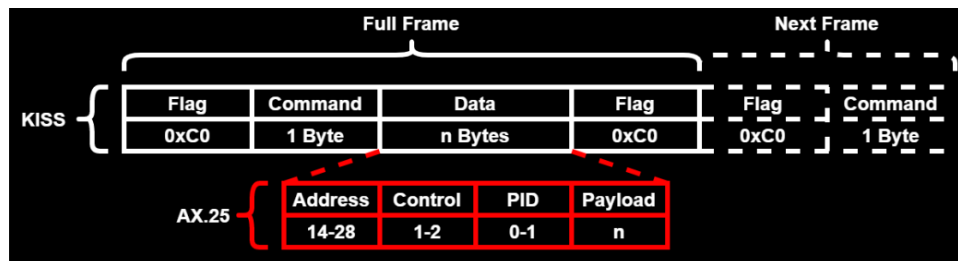 Full Frame Next Frame
KISS Flag Command Data Flag Flag Command
0xC0 1 Byte n Bytes 0xC0 0xC0 1 Byte
AX.25 Address Control PID Payload
14-28 1-2 0-1 n